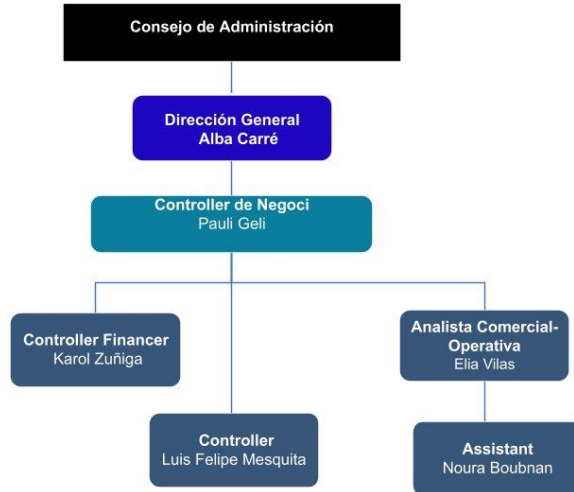 Consejo de Administración
Dirección General
Alba Carré
Controller de Negoci
Pauli Geli
Controller Financer
Karol Zuñiga
Analista Comercial-
Operativa
Elia Vilas
Controller
Luis Felipe Mesquita
Assistant
Noura Boubnan